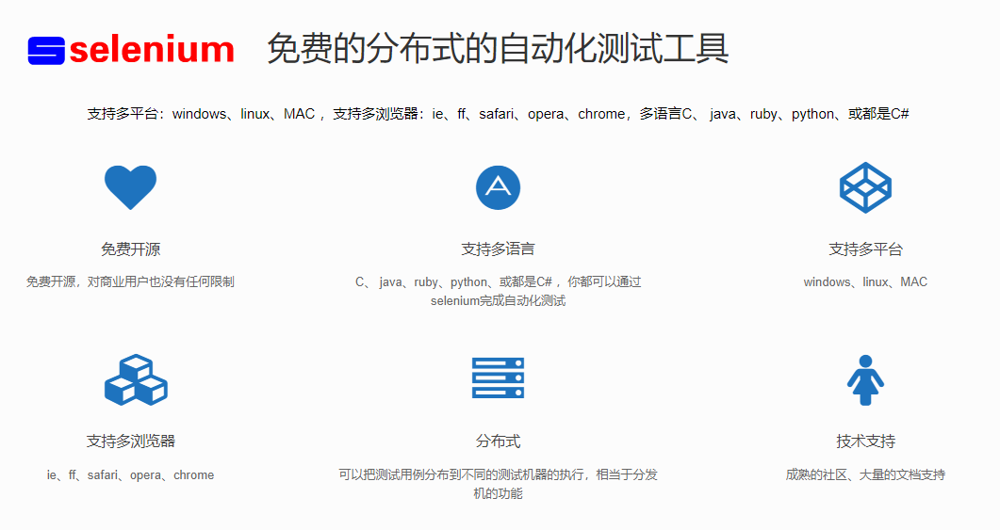 selenium 免费的分布式的自动化测试工具
支持多平台：windows、linux、MAC ，支持多浏览器：ie、ff、safari、opera、chrome，多语言C、 java、ruby、python、或都是C#
免费开源
免费开源，对商业用户也没有任何限制
支持多语言
C、 java、ruby、python、或都是C# ，你都可以通过
selenium完成自动化测试
支持多平台
windows、linux、MAC
支持多浏览器
ie、ff、safari、opera、chrome
分布式
可以把测试用例分布到不同的测试机器的执行，相当于分发
机的功能
技术支持
成熟的社区、大量的文档支持